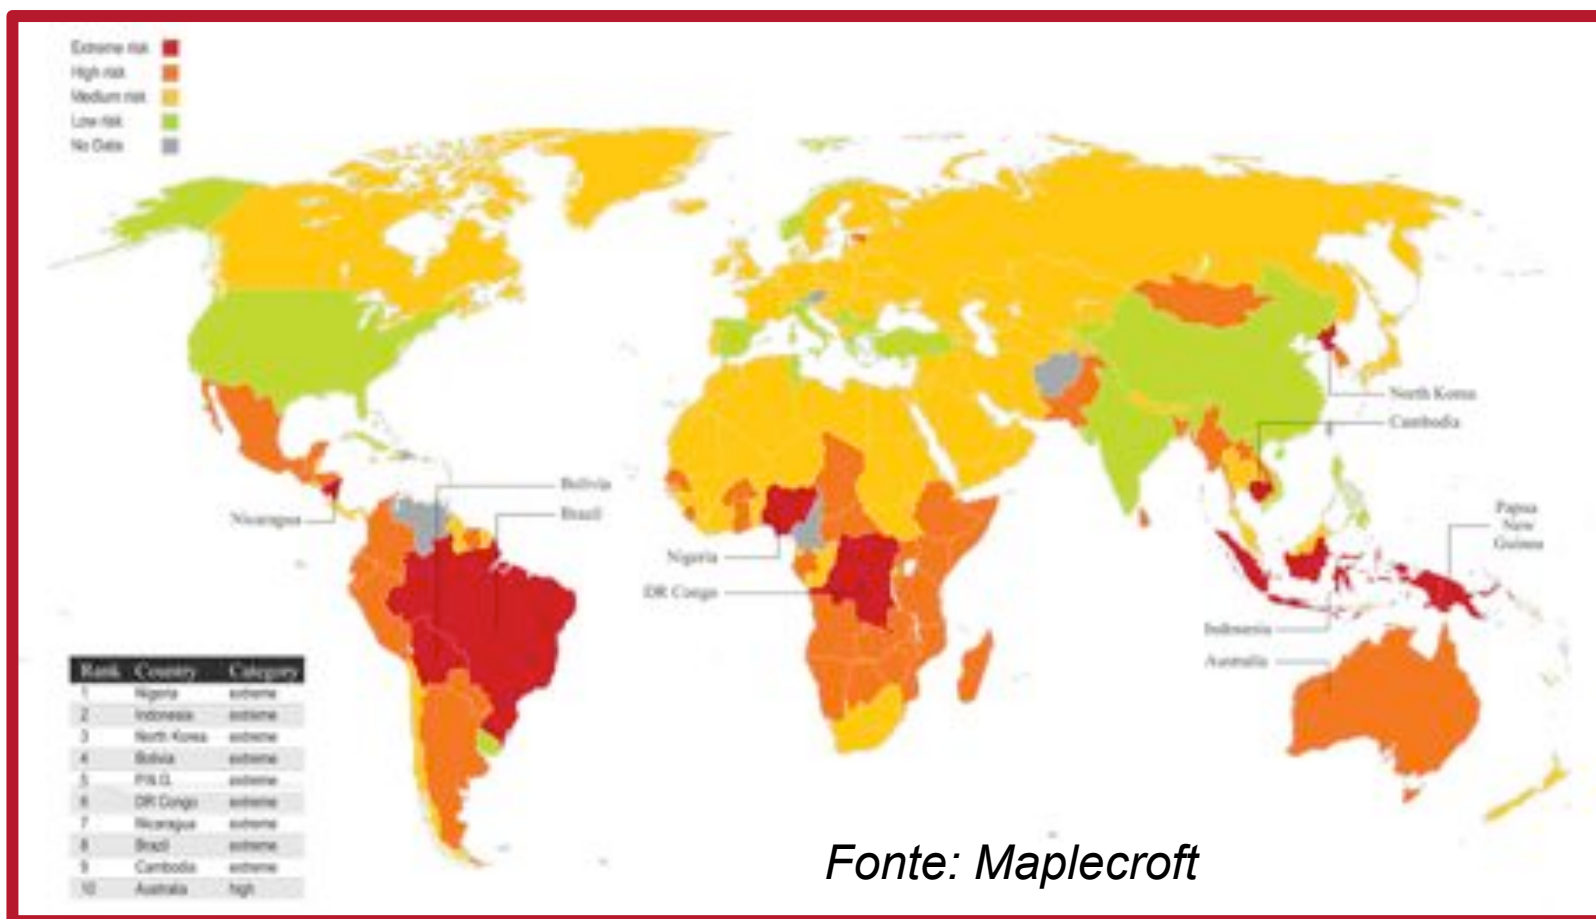 Extreme risk
High risk
Medium risk
Low risk
No Data
North Korea
Cambodia
Bolivia
Brazil
Nicaragua
Papua
New
Guinea
Nigeria
DR Congo
Indonesia
Australia
Rank Country Category
1 Nigeria extreme
2 Indonesia extreme
3 North Korea extreme
4 Bolivia extreme
5 P.N.G. extreme
6 DR Congo extreme
7 Nicaragua extreme
8 Brazil extreme
9 Cambodia extreme
10 Australia high
Fonte: Maplecroft